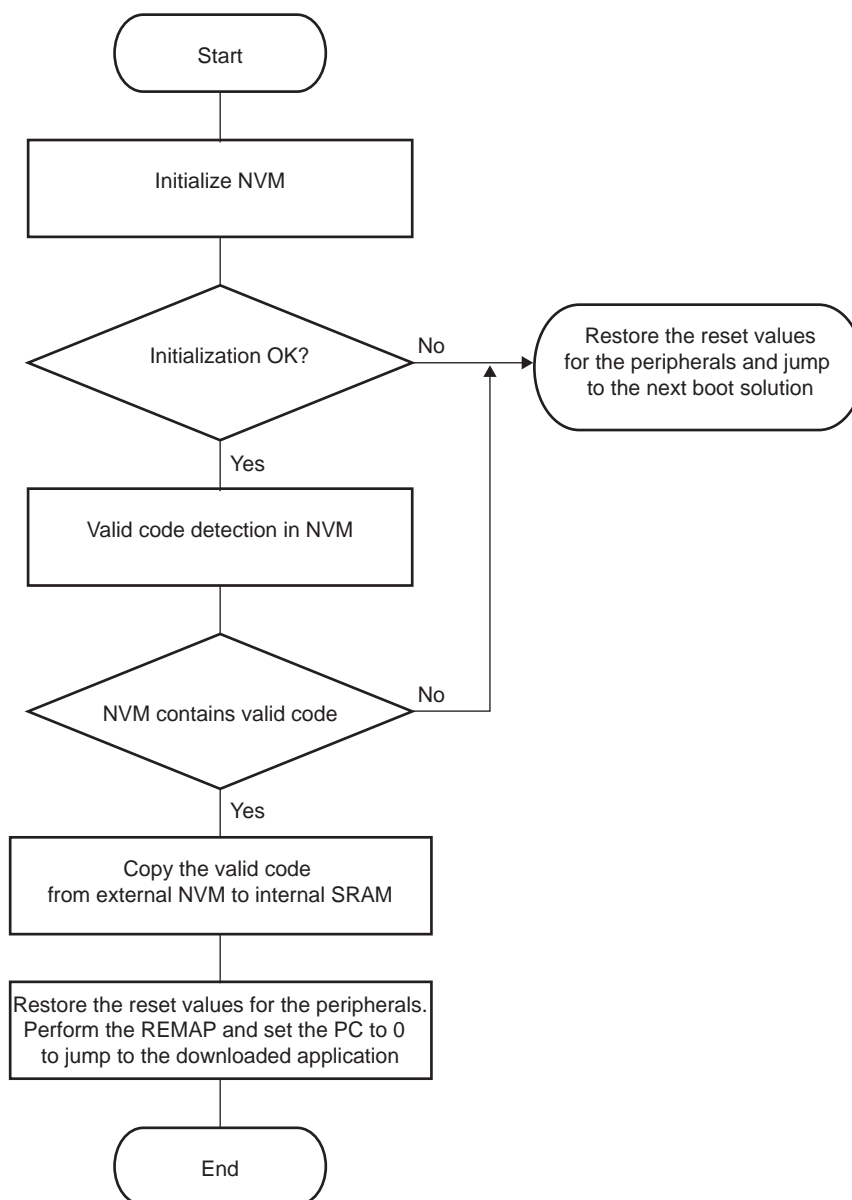 Start
Initialize NVM
Initialization OK?
No
Restore the reset values
for the peripherals and jump
to the next boot solution
Yes
Valid code detection in NVM
NVM contains valid code
No
Yes
Copy the valid code
from external NVM to internal SRAM
Restore the reset values for the peripherals.
Perform the REMAP and set the PC to 0
to jump to the downloaded application
End